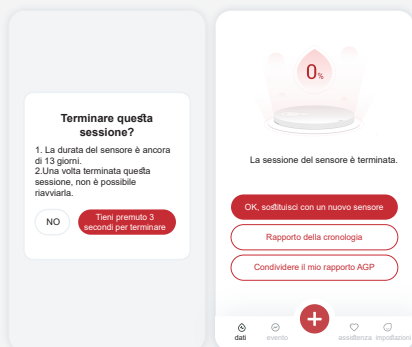 Terminare questa
sessione?
1. La durata del sensore è ancora
di 13 giorni.
2.Una volta terminata questa
sessione, non è possibile
riavviarla.
NO
Tieni premuto 3
secondi per terminare
0%
La sessione del sensore è terminata.
OK, sostituisci con un nuovo sensore
Rapporto della cronologia
Condividere il mio rapporto AGP
dati
evento
assistenza
impostazioni